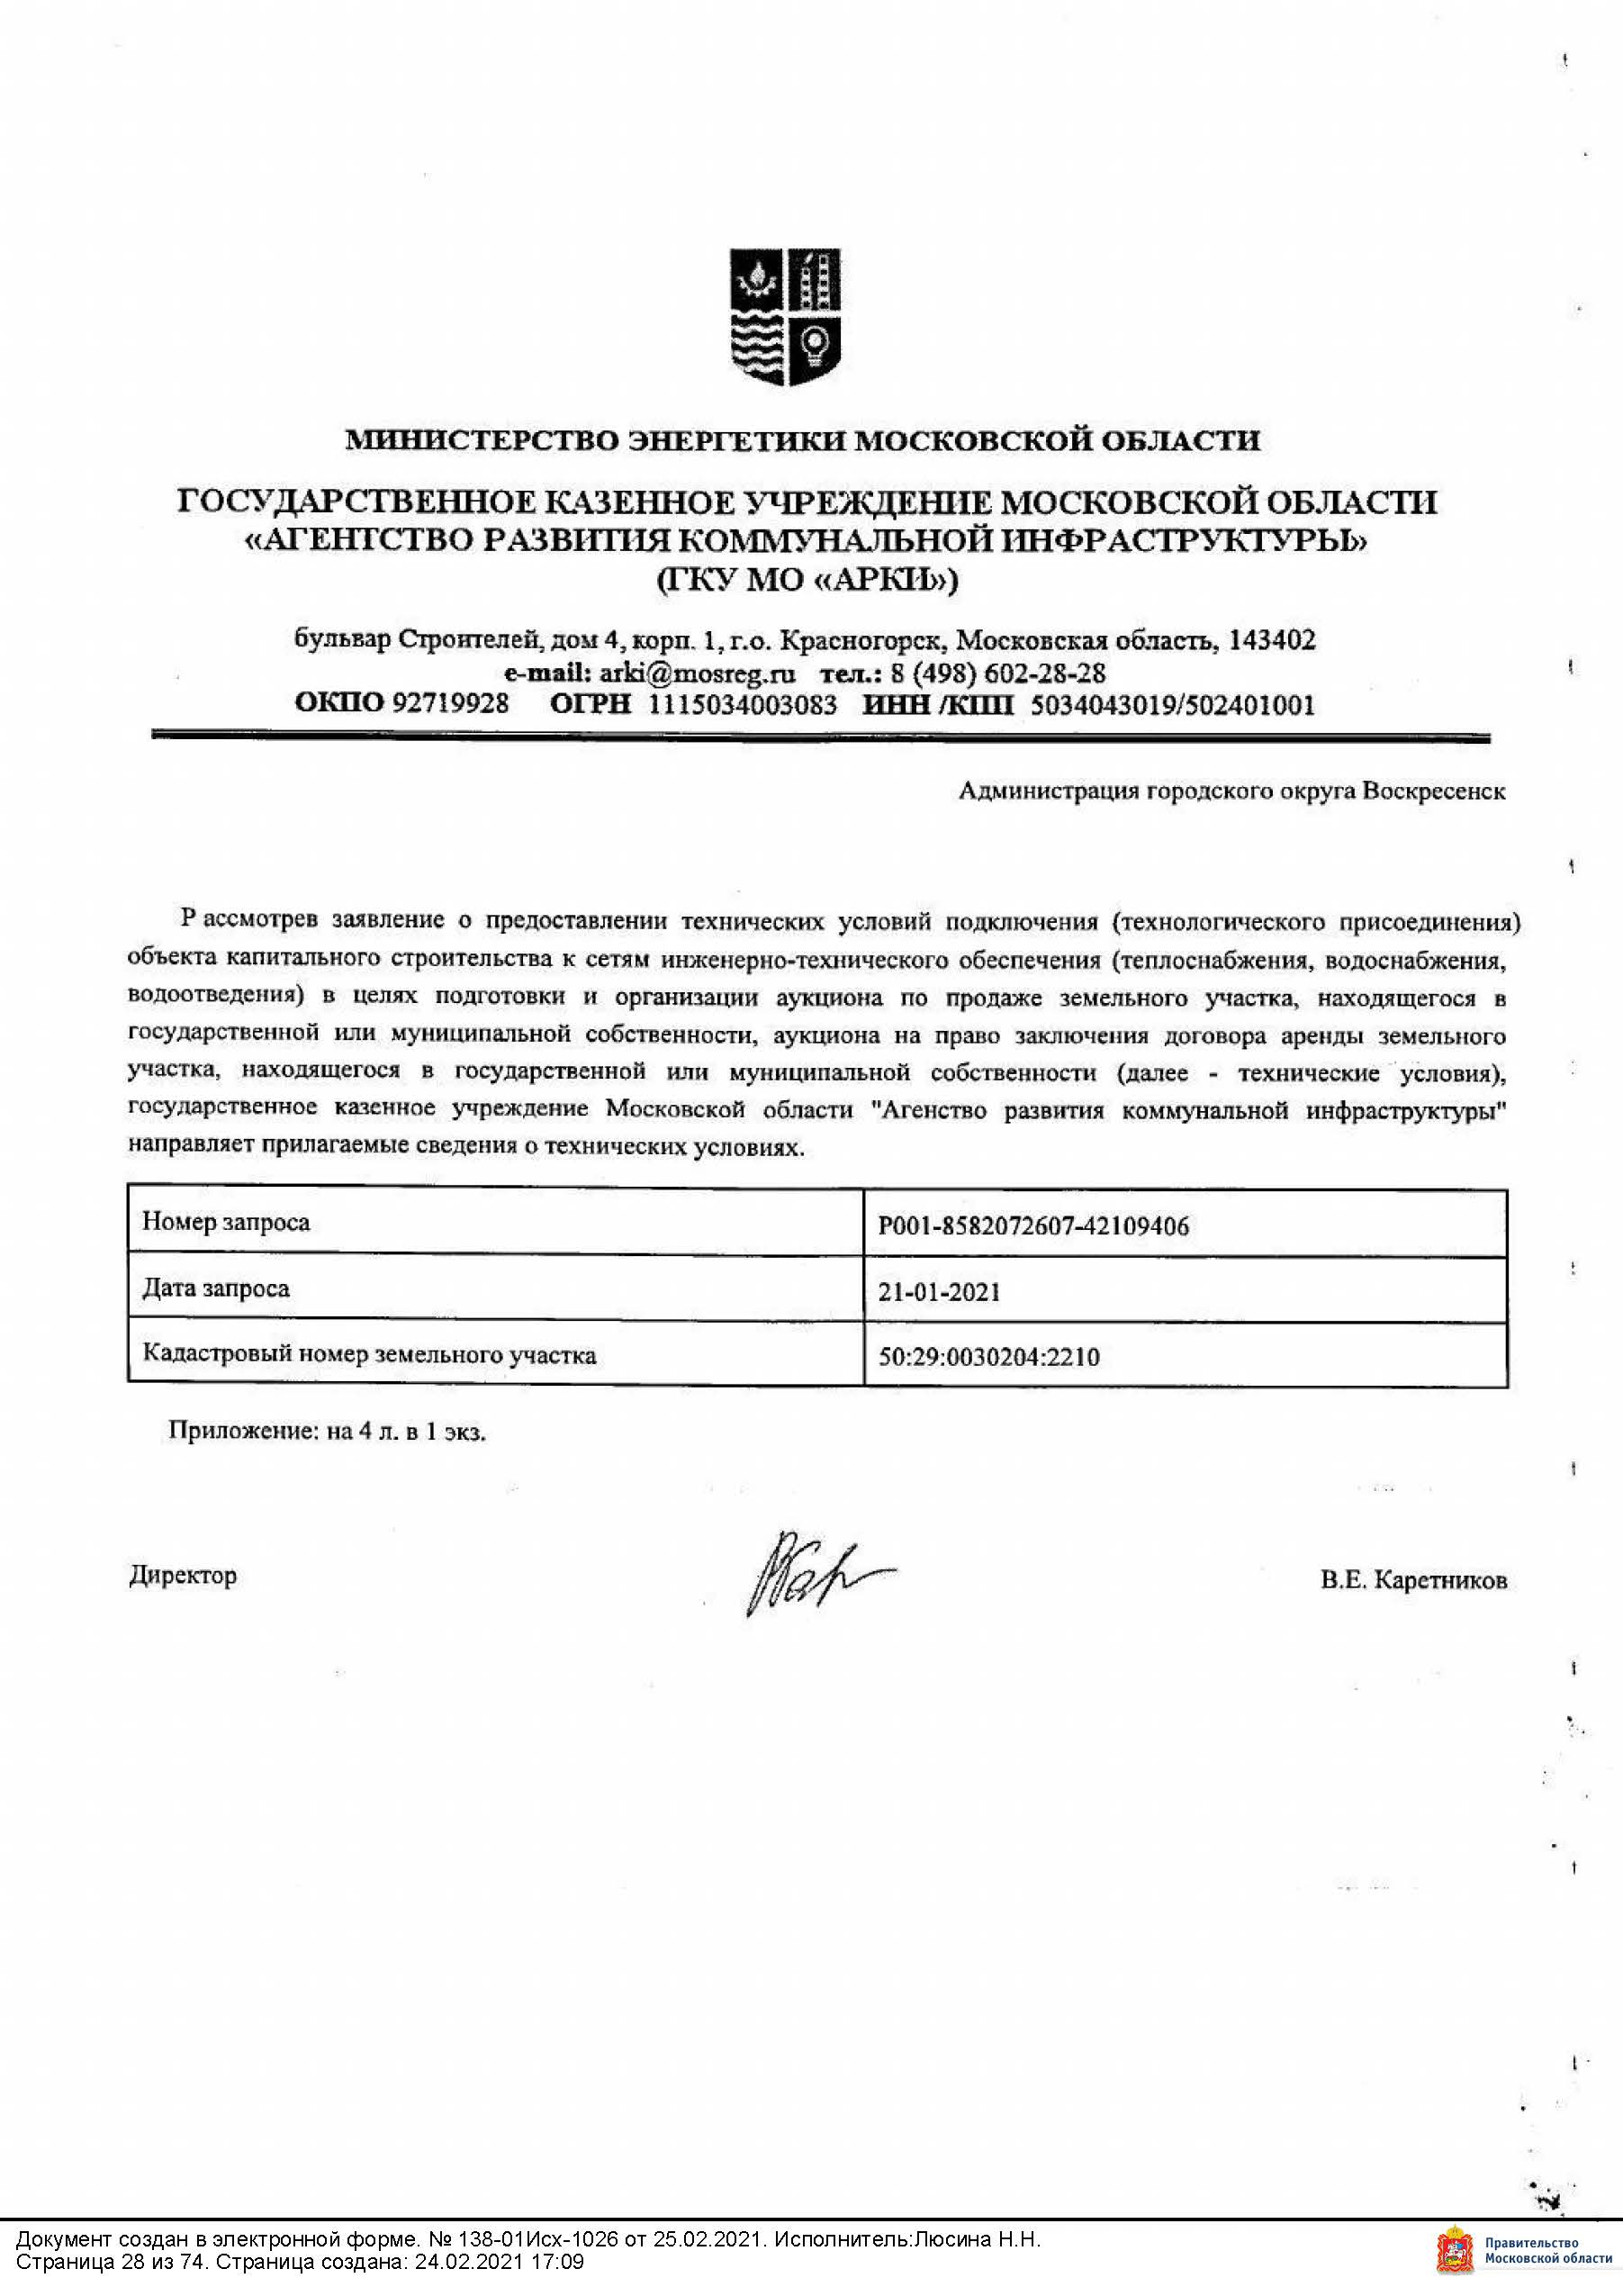 МИНИСТЕРСТВО ЭНЕРГЕТИКИ МОСКОВСКОЙ ОБЛАСТИ
ГОСУДАРСТВЕННОЕ КАЗЕННОЕ УЧРЕЖДЕНИЕ МОСКОВСКОЙ ОБЛАСТИ
«АГЕНТСТВО РАЗВИТИЯ КОММУНАЛЬНОЙ ИНФРАСТРУКТУРЫ»
(ГКУ МО «АРКИ»)
бульвар Строителей, дом 4, корп. 1, г.о. Красногорск, Московская область, 143402
e-mail: arki@mosreg.ru тел.: 8 (498) 602-28-28
ОКПО 92719928 ОГРН 1115034003083 ИНН /КПП 5034043019/502401001
Администрация городского округа Воскресенск
Р ассмотрев заявление о предоставлении технических условий подключения (технологического присоединения)
объекта капитального строительства к сетям инженерно-технического обеспечения (теплоснабжения, водоснабжения,
водоотведения) в целях подготовки и организации аукциона по продаже земельного участка, находящегося в
государственной или муниципальной собственности, аукциона на право заключения договора аренды земельного
участка, находящегося в государственной или муниципальной собственности (далее - технические условия),
государственное казенное учреждение Московской области "Агенство развития коммунальной инфраструктуры"
направляет прилагаемые сведения о технических условиях.
Номер запроса P001-8582072607-42109406
Дата запроса 21-01-2021
Кадастровый номер земельного участка 50:29:0030204:2210
Приложение: на 4 л. в 1 экз.
Директор В.Е. Каретников
Документ создан в электронной форме. № 138-01Исх-1026 от 25.02.2021. Исполнитель:Люсина Н.Н.
Страница 28 из 74. Страница создана: 24.02.2021 17:09
Правительство
Московской области